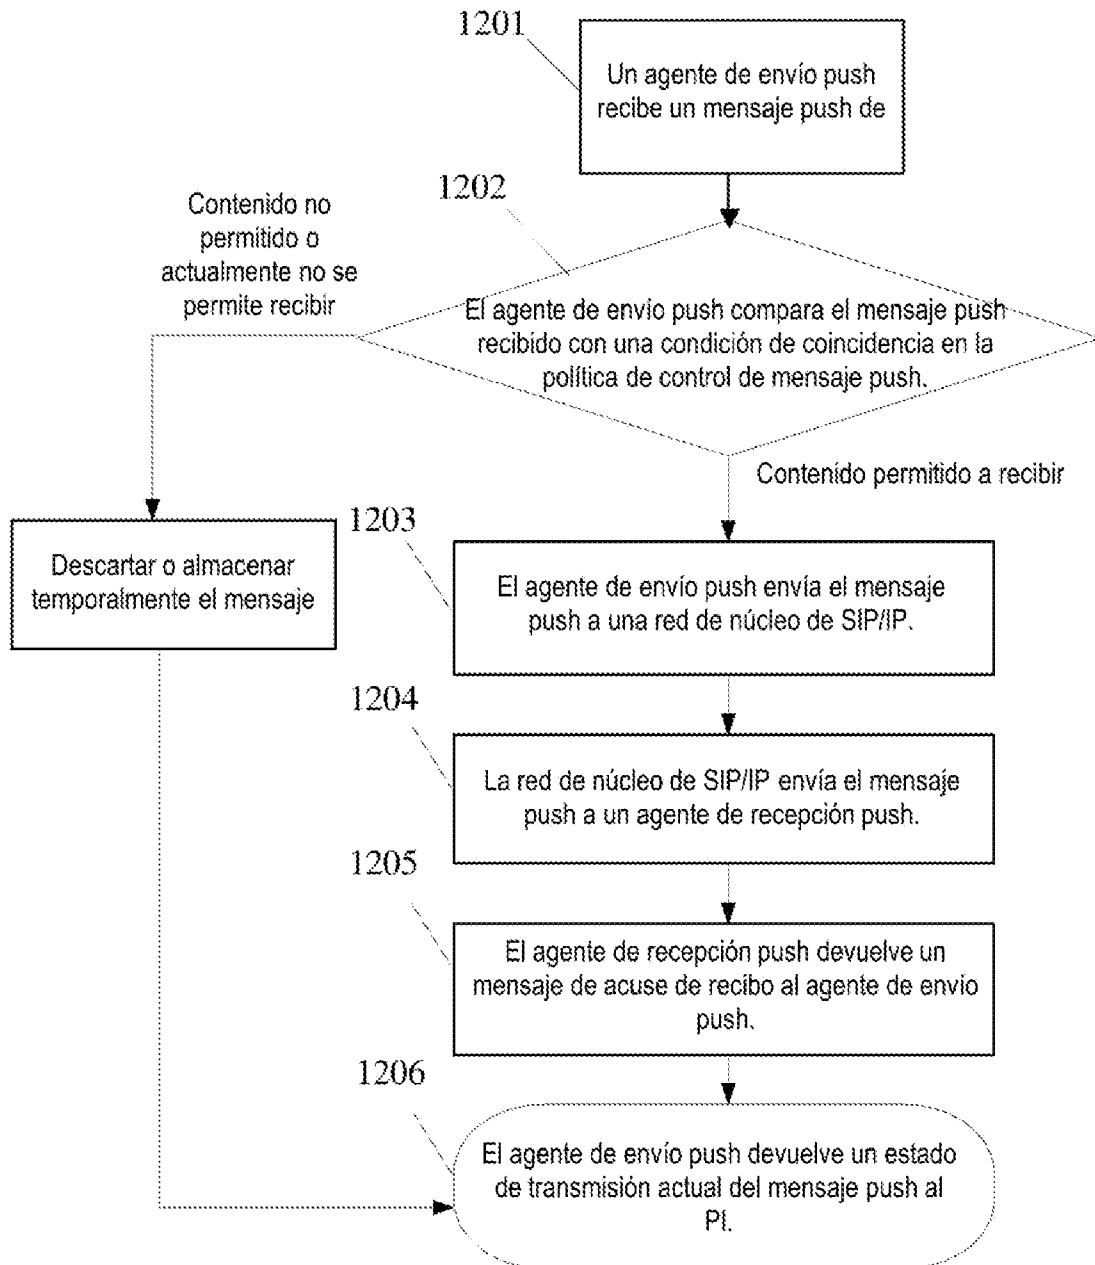 1201
Un agente de envío push
recibe un mensaje push de
1202
Contenido no
permitido o
actualmente no se
permite recibir
El agente de envío push compara el mensaje push
recibido con una condición de coincidencia en la
política de control de mensaje push.
Contenido permitido a recibir
Descartar o almacenar
temporalmente el mensaje
1203
El agente de envío push envía el mensaje
push a una red de núcleo de SIP/IP.
1204
La red de núcleo de SIP/IP envía el mensaje
push a un agente de recepción push.
1205
El agente de recepción push devuelve un
mensaje de acuse de recibo al agente de envio
push.
1206
El agente de envío push devuelve un estado
de transmisión actual del mensaje push al
PI.